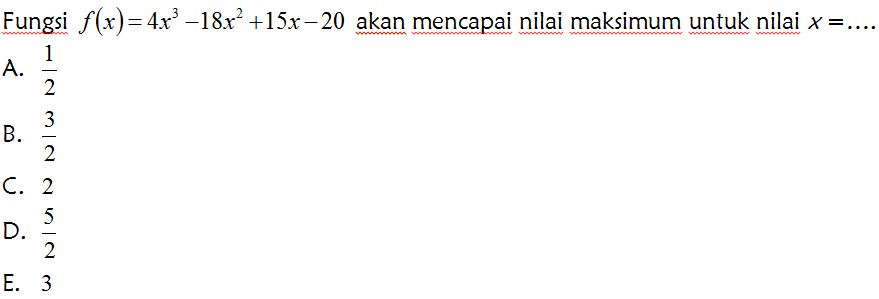 Fungsi f(x) = 4x³ – 18x² + 15x – 20 akan mencapai nilai maksimum untuk nilai x = ....
A. 1/2
B. 3/2
C. 2
D. 5/2
E. 3